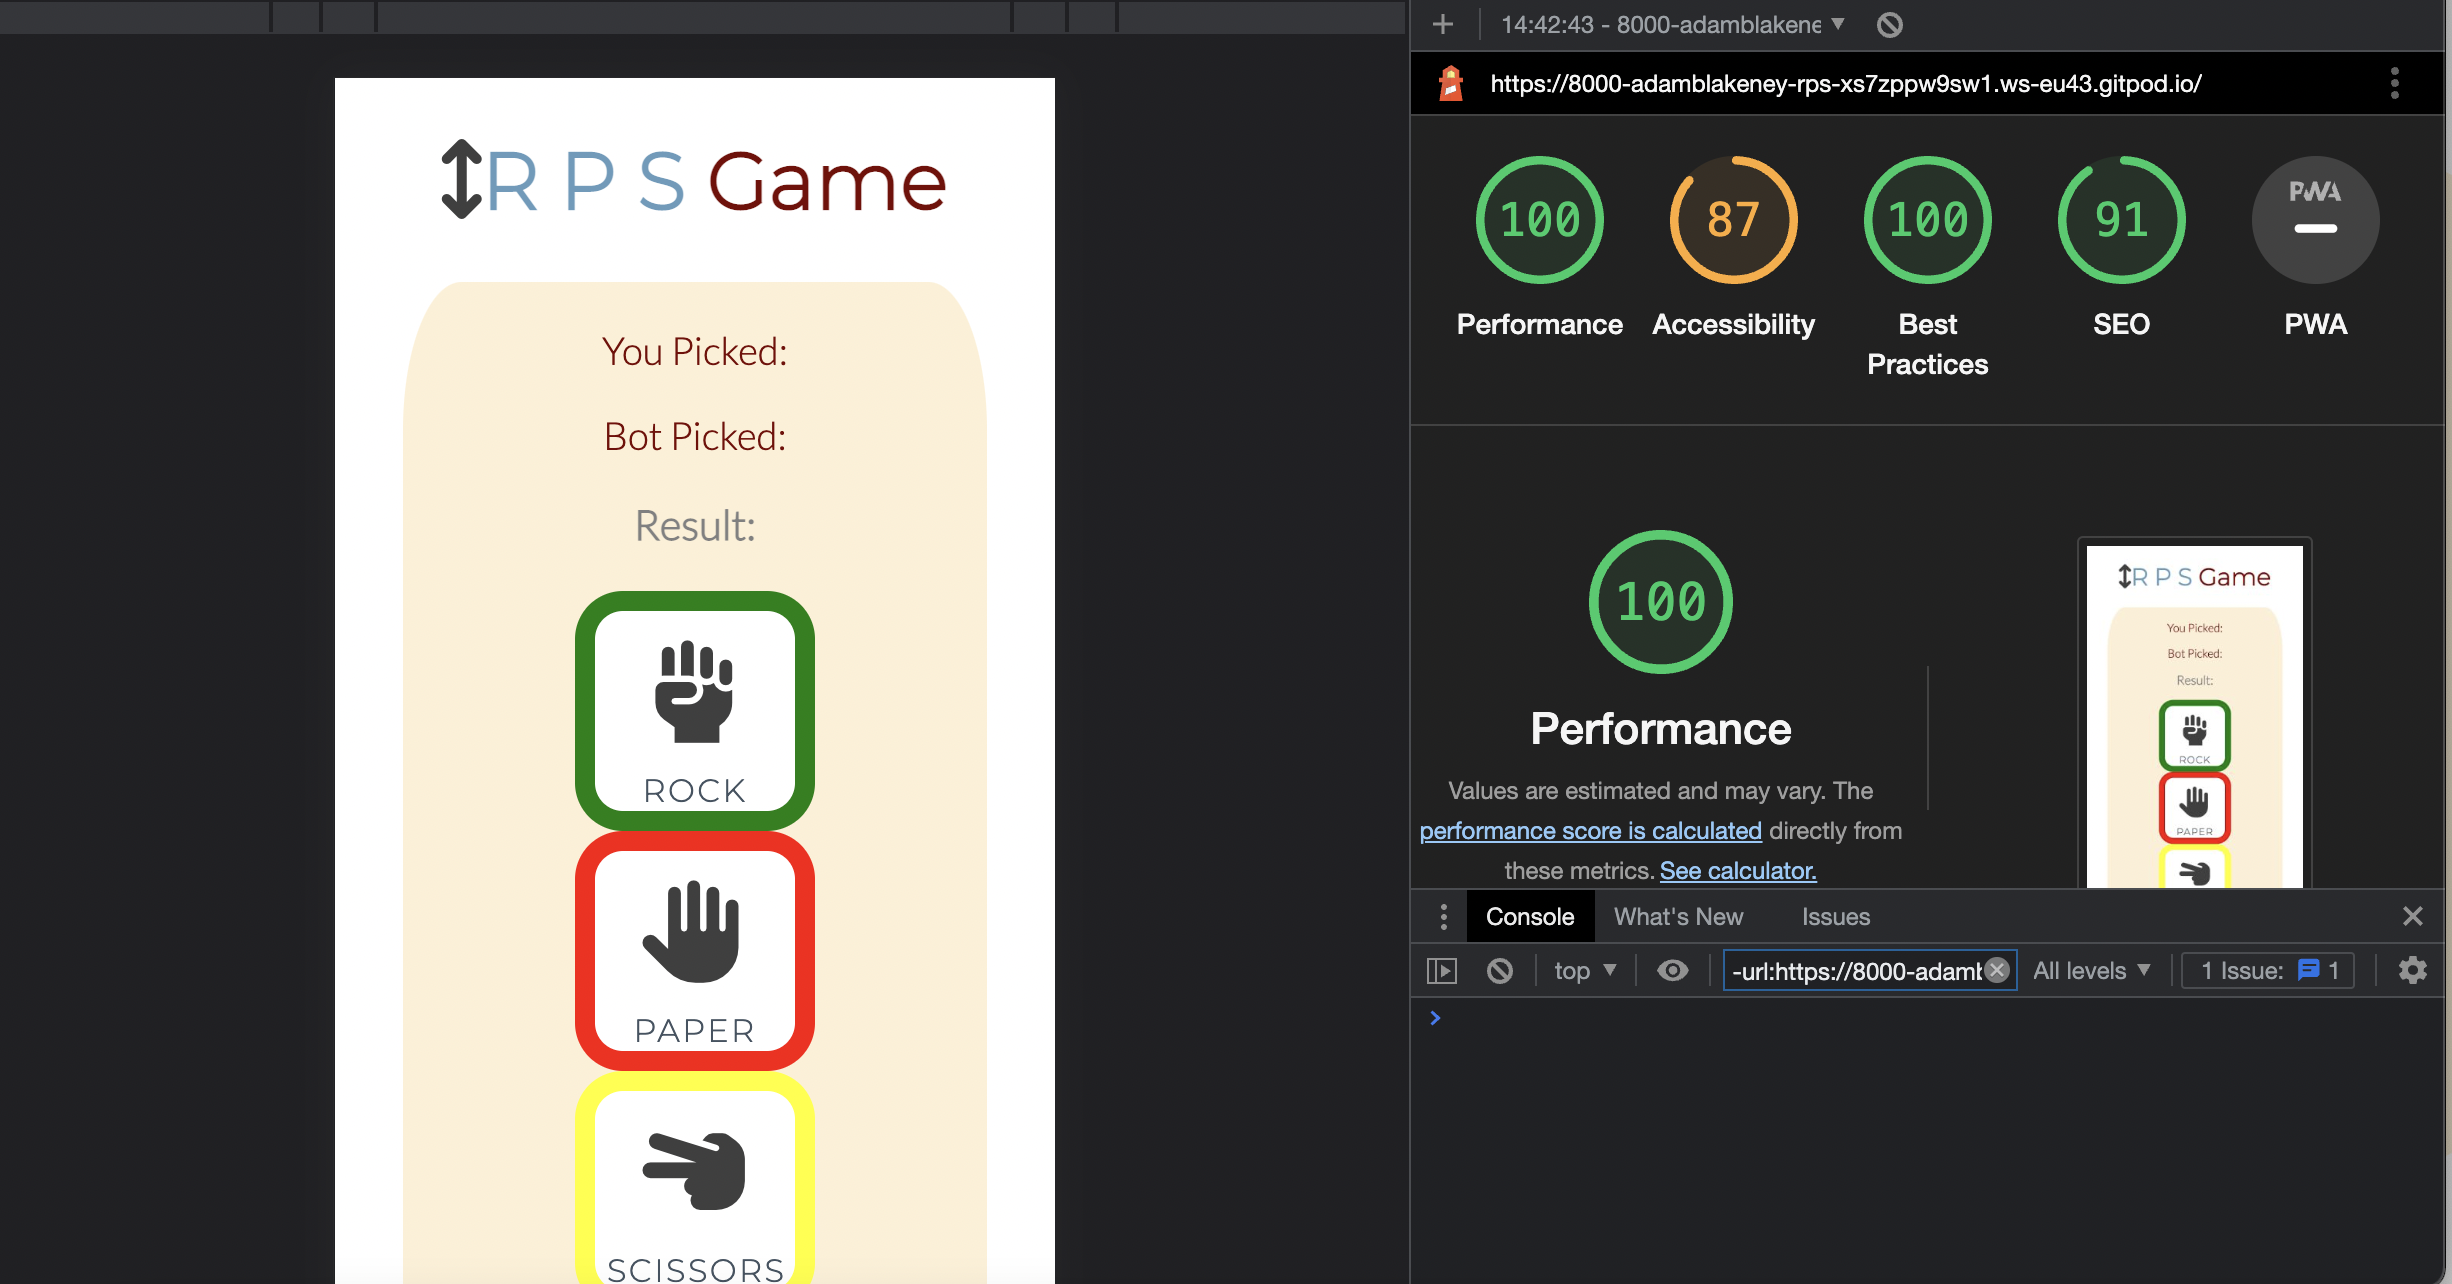 R P S Game
You Picked:
Bot Picked:
Result:
ROCK
PAPER
SCISSORS
14:42:43 - 8000-adamblakene
https://8000-adamblakeney-rps-xs7zppw9sw1.ws-eu43.gitpod.io/
100
87
100
91
PWA
Performance
Accessibility
Best
Practices
SEO
PWA
100
Performance
Values are estimated and may vary. The
performance score is calculated directly from
these metrics. See calculator.
R P S Game
You Picked:
Bot Picked:
Result:
ROCK
PAPER
Console
What's New
Issues
top
-url:https://8000-adamb
All levels
1 Issue: 1